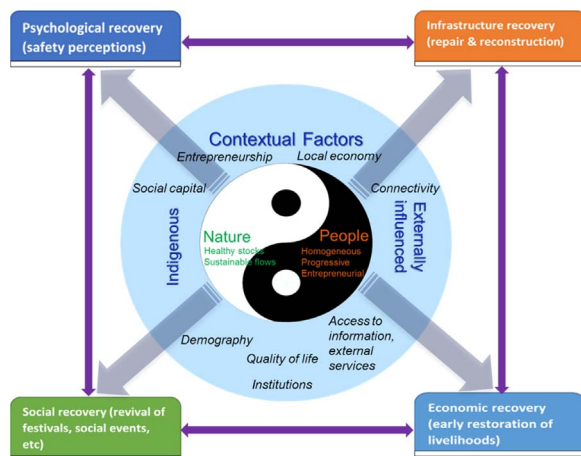 Psychological recovery
(safety perceptions)
Infrastructure recovery
(repair & reconstruction)
Contextual Factors
Entrepreneurship
Local economy
Social capital
Connectivity
Indigenous
Externally
influenced
Nature
Healthy stocks
Sustainable flows
People
Homogeneous
Progressive
Entrepreneurial
Demography
Quality of life
Institutions
Access to
information,
external
services
Social recovery (revival of
festivals, social events,
etc)
Economic recovery
(early restoration of
livelihoods)